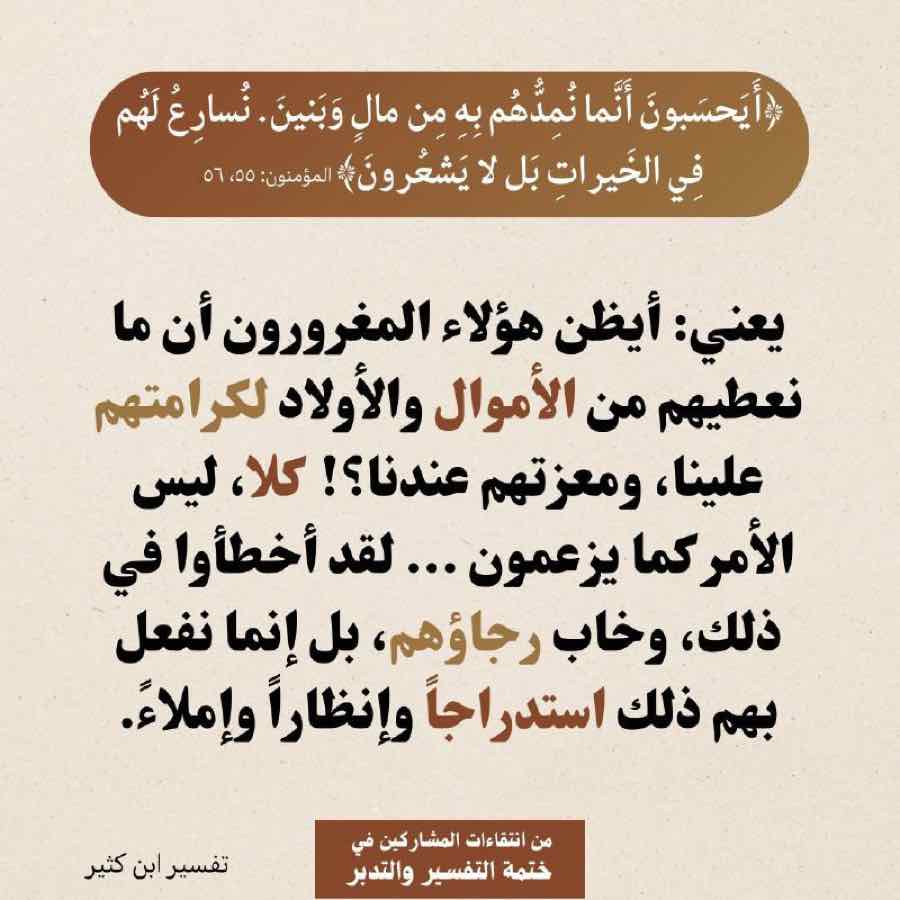 ﴿أَيَحسَبونَ أَنَّما نُمِدُّهُم بِهِ مِن مالٍ وَبَنينَ. نُسارِعُ لَهُم
فِي الخَيراتِ بَل لا يَشعُرونَ﴾ المؤمنون: ٥٥، ٥٦
يعني: أيظن هؤلاء المغرورون أن ما
نعطيهم من الأموال والأولاد لكرامتهم
علينا، ومعزتهم عندنا؟! كلا، ليس
الأمر كما يزعمون ... لقد أخطأوا في
ذلك، وخاب رجاؤهم، بل إنما نفعل
بهم ذلك استدراجاً وإنظاراً وإملاءً.
من انتقاءات المشاركين في
ختمة التفسير والتدبر
تفسير ابن كثير